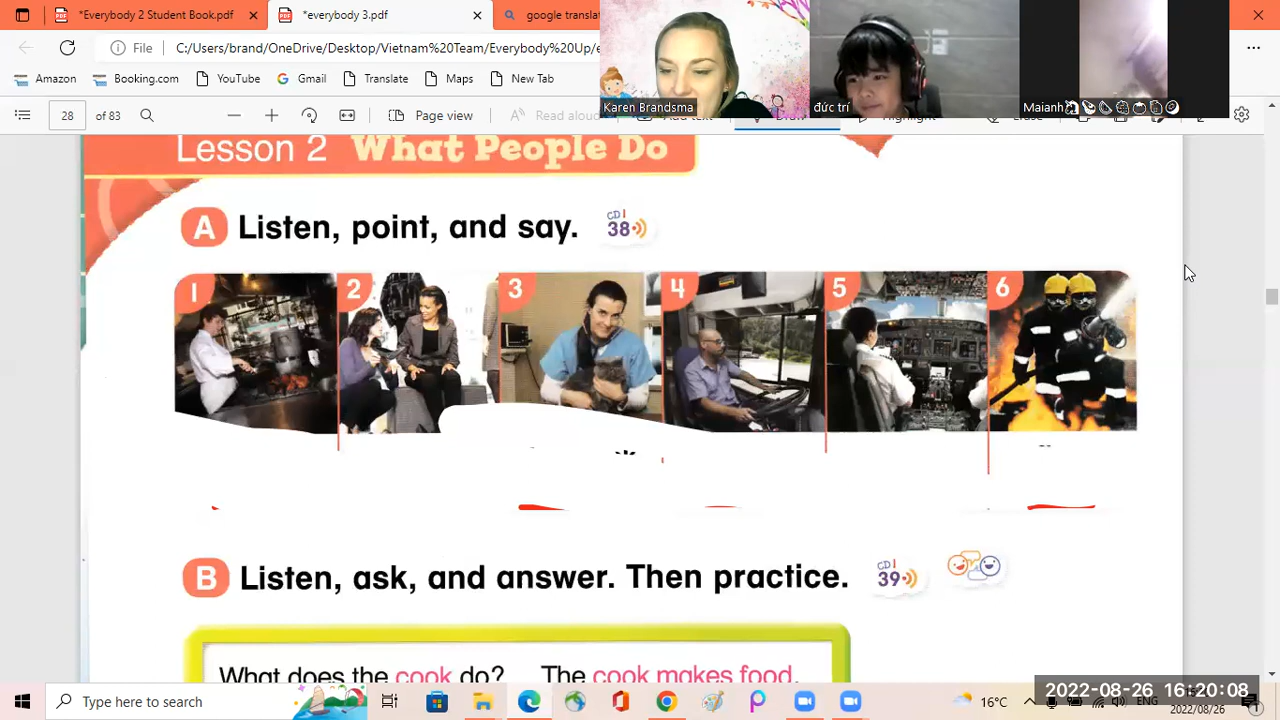 *Everybody 2 Student Book.pdf
*everybody 3.pdf
google translat
File
C:/Users/brand/OneDrive/Desktop/Vietnam%20Team/Everybody%20Up/e
Amazon
Booking.com
YouTube
Gmail
Translate
Maps
New Tab
Karen Brandsma
đức trí
Maianh
28 of 83
Page view
Read aloud
Lesson 2 What People Do
A Listen, point, and say. CD1 38
1 2 3 4 5 6
B Listen, ask, and answer. Then practice. CD1 39
What does the cook do? The cook makes food.
Type here to search
16°C
ENG
2022-08-26 16:20:08
2022/08/26